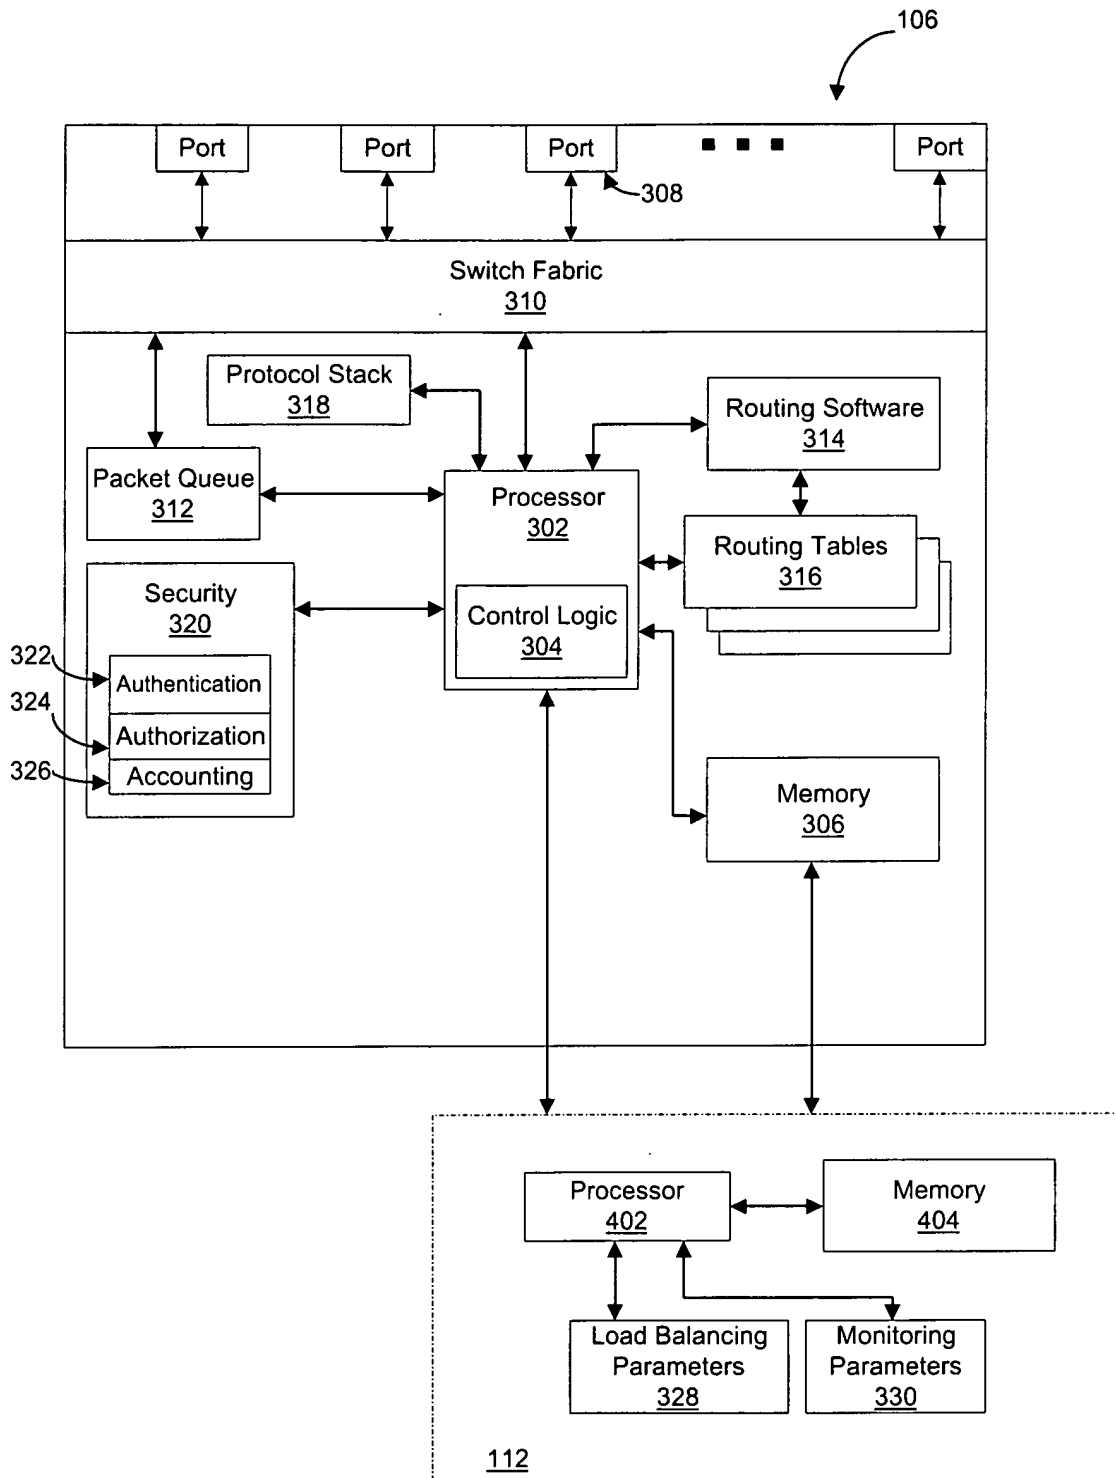 106
Port
Port
Port
Port
308
Switch Fabric
310
Protocol Stack
318
Routing Software
314
Packet Queue
312
Processor
302
Routing Tables
316
Security
320
Control Logic
304
322
Authentication
324
Authorization
326
Accounting
Memory
306
Processor
402
Memory
404
Load Balancing
Parameters
328
Monitoring
Parameters
330
112